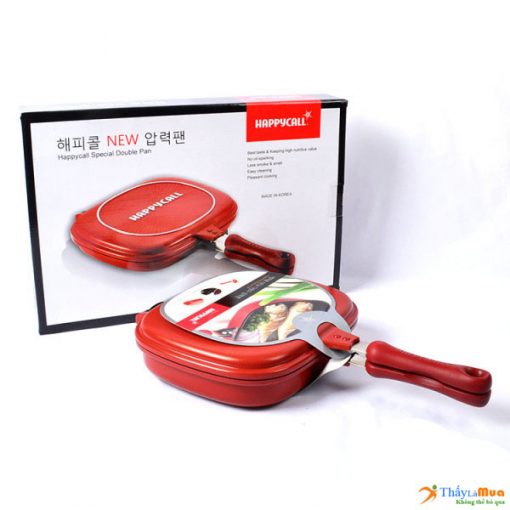 HAPPYCALL
해피콜 NEW 압력팬
Happycall Special Double Pan
Best taste & Keeping high nutritive value
No oil-sparking
Less smoke & smell
Easy cleaning
Pleasant cooking
MADE IN KOREA
HAPPYCALL
ThấyLàMua
Không thể bỏ qua